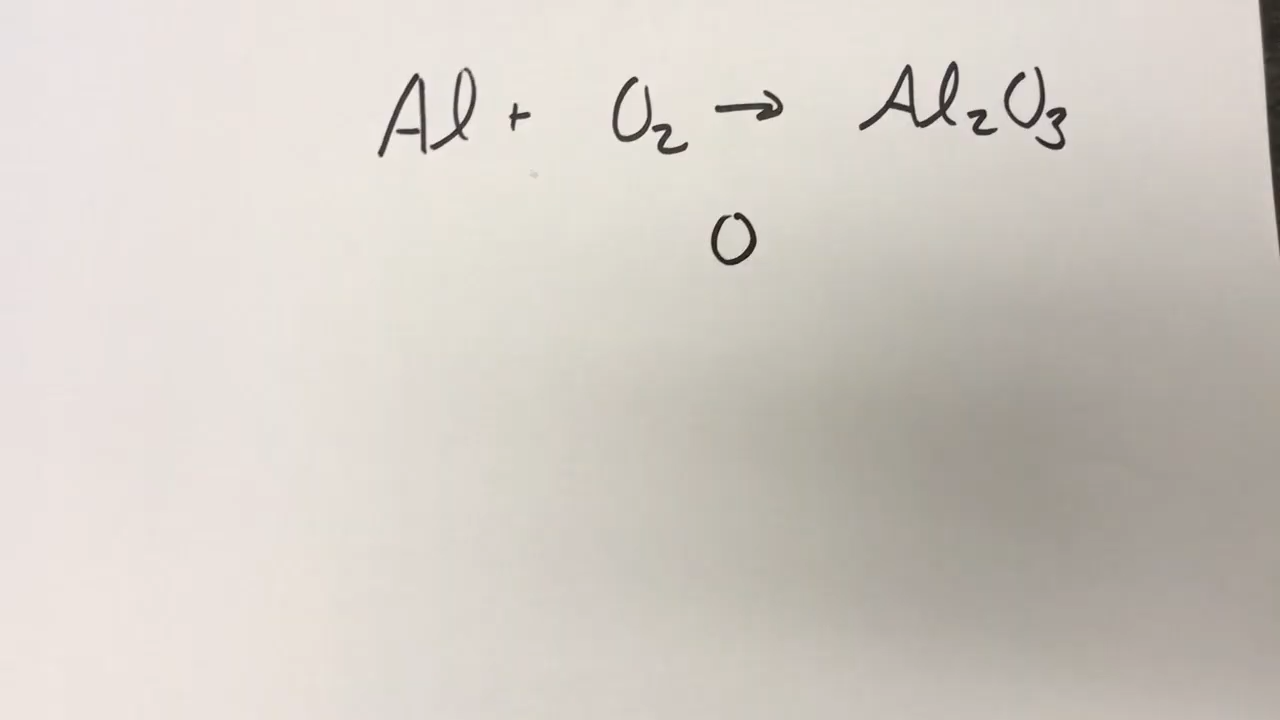 Al + O₂ → Al₂O₃
O